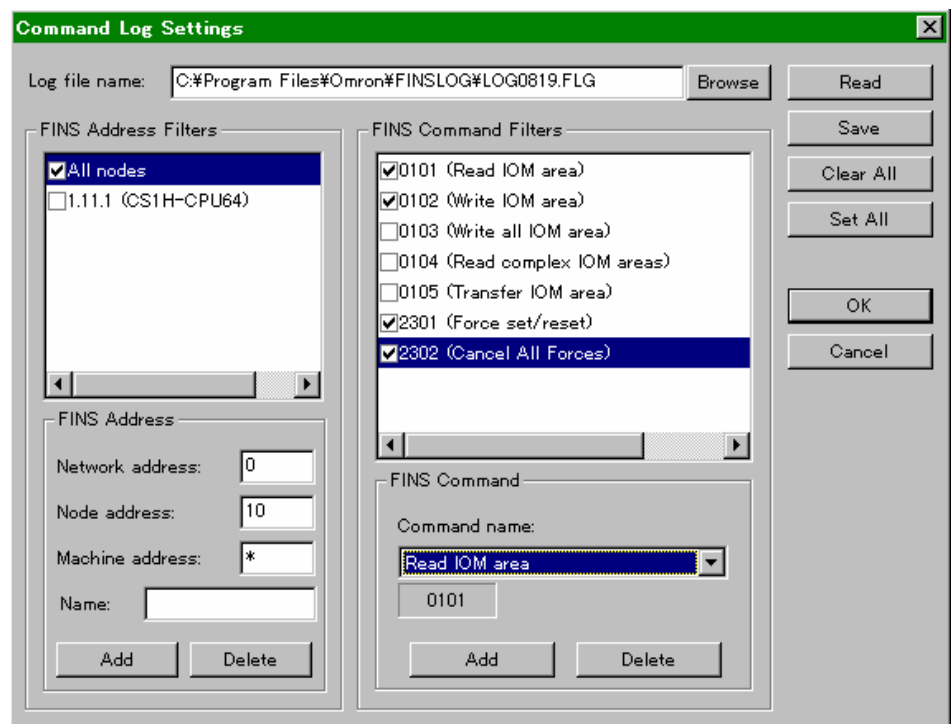 Command Log Settings
Log file name: C:¥Program Files¥Omron¥FINSLOG¥LOG0819.FLG Browse Read
FINS Address Filters
All nodes
1.11.1 (CS1H-CPU64)
FINS Command Filters
0101 (Read IOM area)
0102 (Write IOM area)
0103 (Write all IOM area)
0104 (Read complex IOM areas)
0105 (Transfer IOM area)
2301 (Force set/reset)
2302 (Cancel All Forces)
Save
Clear All
Set All
OK
Cancel
FINS Address
Network address: 0
Node address: 10
Machine address: *
Name:
Add Delete
FINS Command
Command name:
Read IOM area
0101
Add Delete